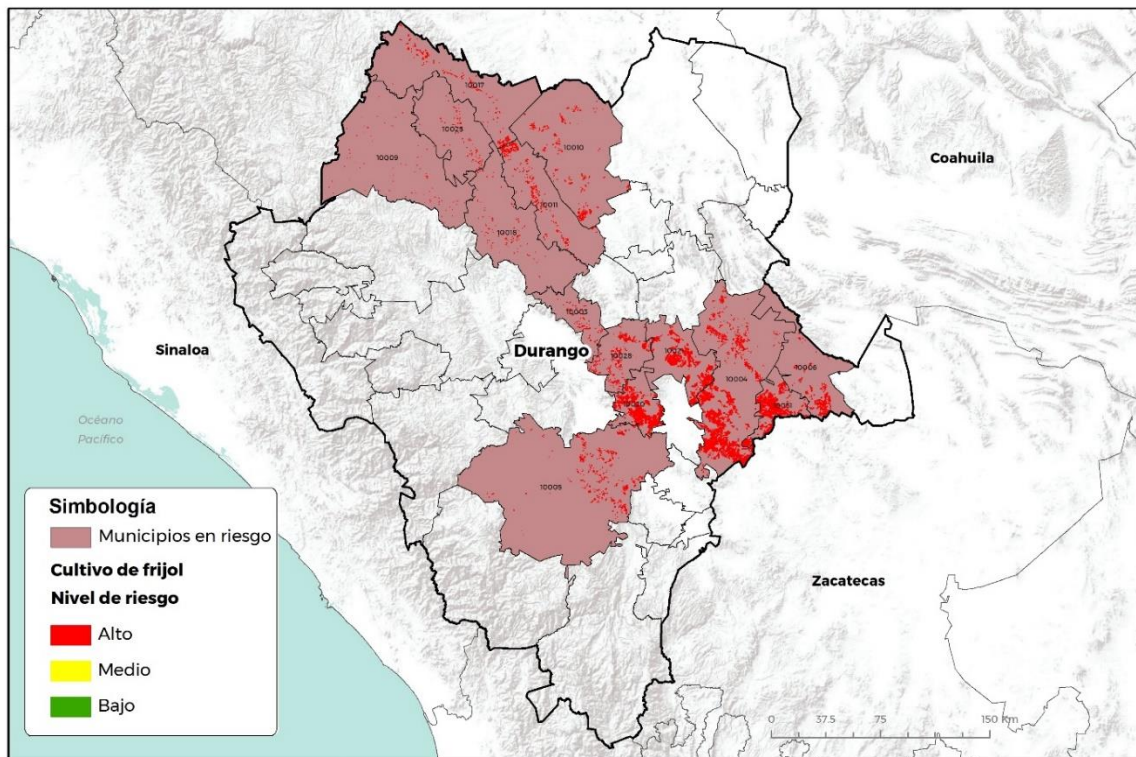 10017
10025
10009
10010
Coahuila
10011
10018
10003
Sinaloa
Durango
10028
10004
10006
Océano
Pacífico
10005
Simbología
Municipios en riesgo
Cultivo de frijol
Nivel de riesgo
Alto
Medio
Bajo
Zacatecas
0 37.5 75 150 Km